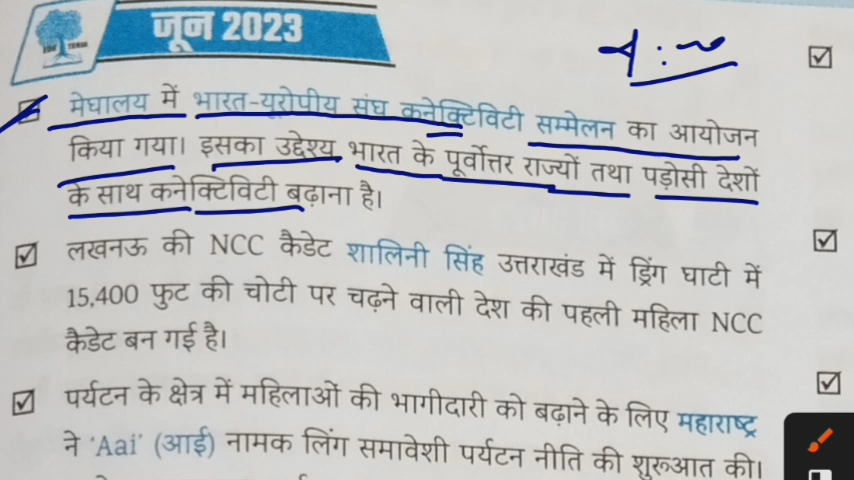 जून 2023
मेघालय में भारत-यूरोपीय संघ कनेक्टिविटी सम्मेलन का आयोजन
किया गया। इसका उद्देश्य भारत के पूर्वोत्तर राज्यों तथा पड़ोसी देशों
के साथ कनेक्टिविटी बढ़ाना है।
लखनऊ की NCC कैडेट शालिनी सिंह उत्तराखंड में ड्रिंग घाटी में
15,400 फुट की चोटी पर चढ़ने वाली देश की पहली महिला NCC
कैडेट बन गई है।
पर्यटन के क्षेत्र में महिलाओं की भागीदारी को बढ़ाने के लिए महाराष्ट्र
ने ‘Aai’ (आई) नामक लिंग समावेशी पर्यटन नीति की शुरूआत की।